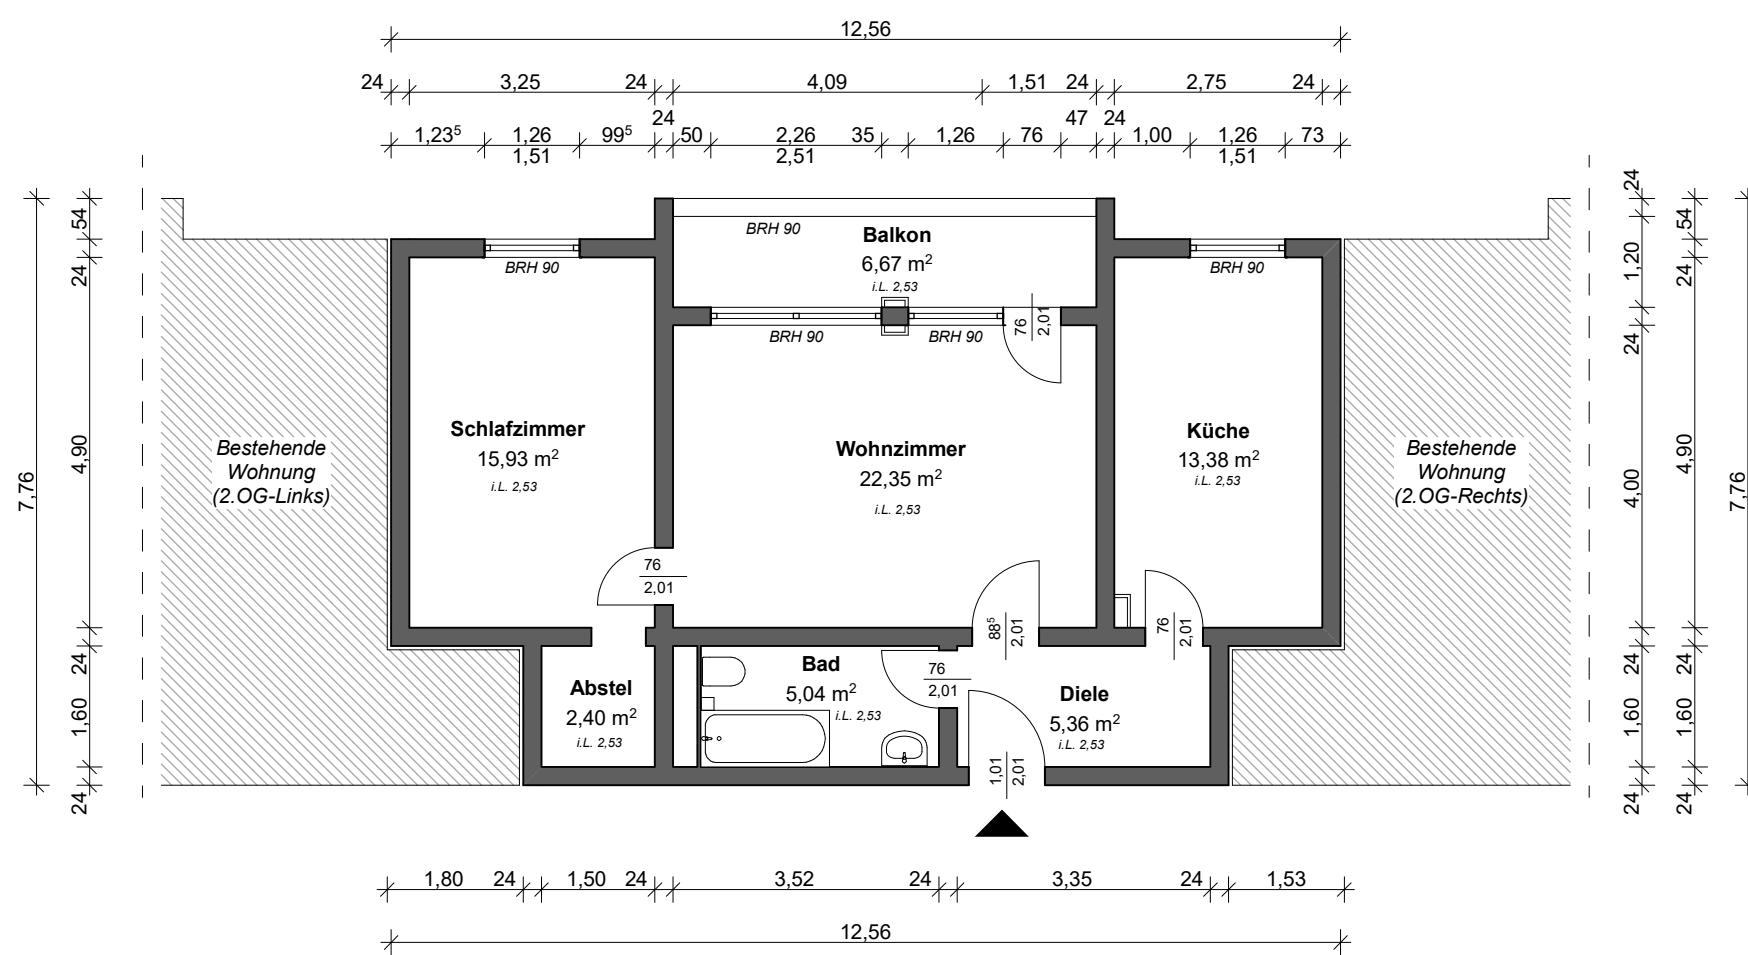 12,56
24 3,25 24 4,09 1,51 24 2,75 24
24 47 24
1,23⁵ 1,26 99⁵ 50 2,26 35 1,26 76 1,00 1,26 73
1,51 2,51 1,51
7,76
54
24
4,90
24
1,60
24
Bestehende
Wohnung
(2.OG-Links)
BRH 90
Schlafzimmer
15,93 m²
i.L. 2,53
BRH 90
Balkon
6,67 m²
i.L. 2,53
BRH 90
BRH 90
76
2,01
Wohnzimmer
22,35 m²
i.L. 2,53
76
2,01
88⁵
2,01
BRH 90
Küche
13,38 m²
i.L. 2,53
76
2,01
Abstel
2,40 m²
i.L. 2,53
Bad
5,04 m²
i.L. 2,53
76
2,01
Diele
5,36 m²
i.L. 2,53
1,01
2,01
Bestehende
Wohnung
(2.OG-Rechts)
24
1,20
24
4,00
24
1,60
24
54
24
4,90
24
1,60
24
7,76
1,80 24 1,50 24 3,52 24 3,35 24 1,53
12,56